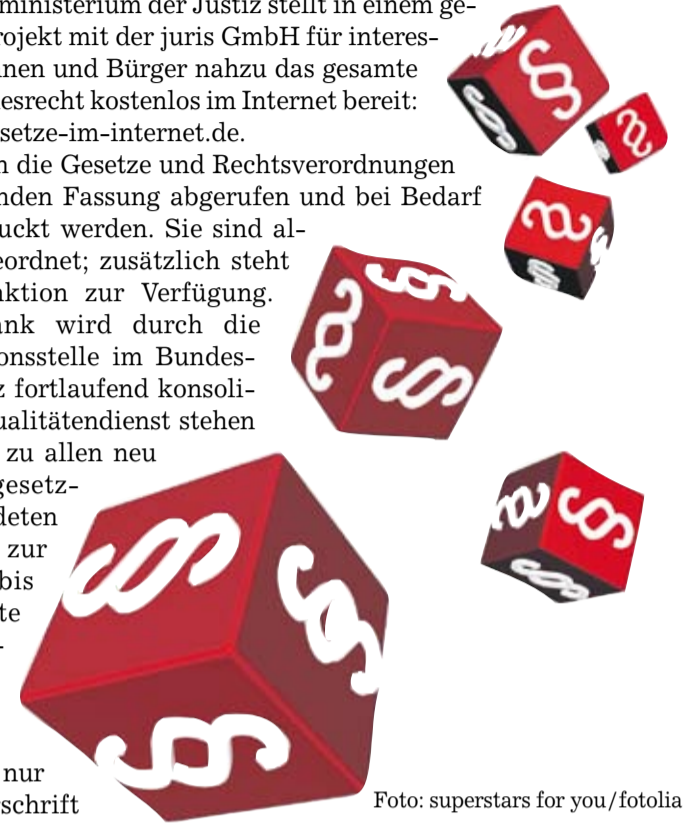 ministerium der Justiz stellt in einem ge-
rojekt mit der juris GmbH für interes-
nnen und Bürger nahzu das gesamte
esrecht kostenlos im Internet bereit:
setze-im-internet.de.
n die Gesetze und Rechtsverordnungen
nden Fassung abgerufen und bei Bedarf
uckt werden. Sie sind al-
eordnet; zusätzlich steht
nktion zur Verfügung.
ank wird durch die
onsstelle im Bundes-
z fortlaufend konsoli-
ualitätendienst stehen
zu allen neu
gesetz-
deten
zur
bis
te
-
nur
schrift
§ § §
§
§ § §
§ § §
§ § §
§ § §
Foto: superstars for you/fotolia